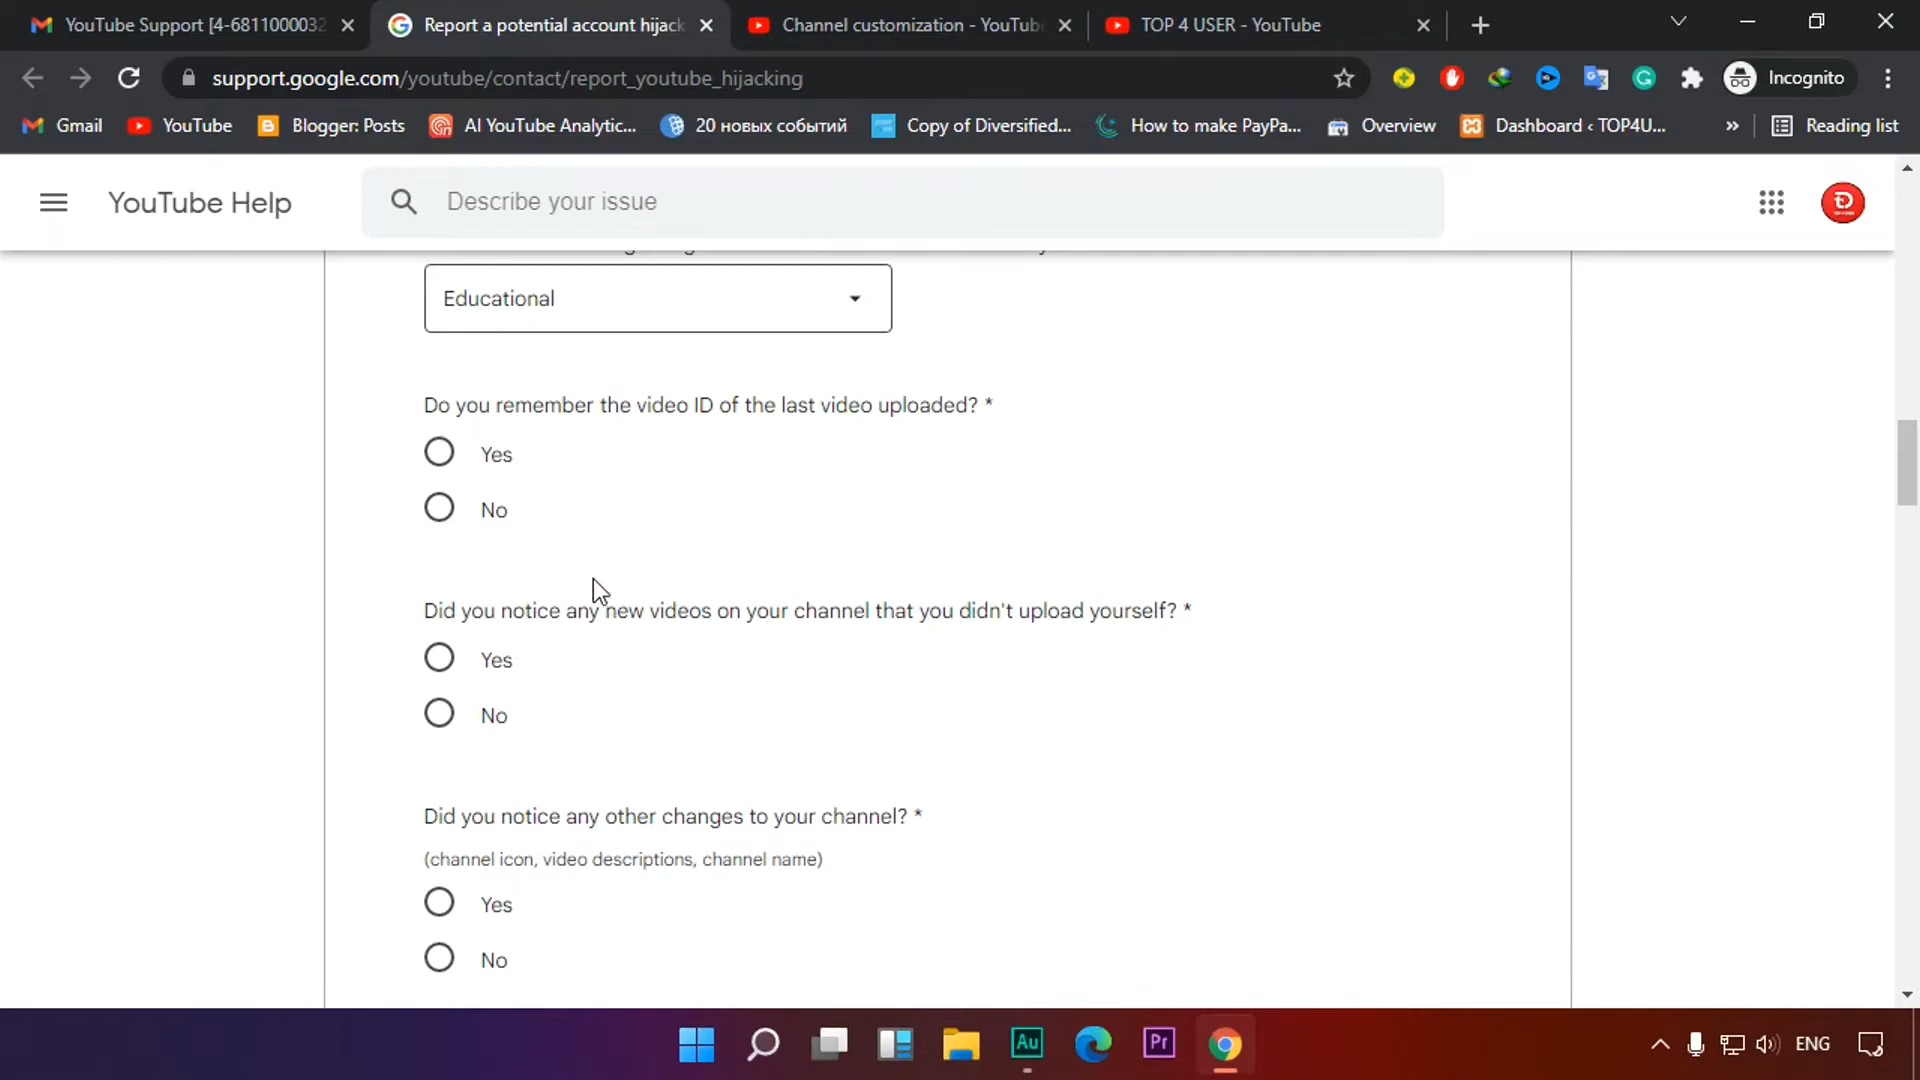 YouTube Support [4-6811000032
Report a potential account hijack
Channel customization - YouTube
TOP 4 USER - YouTube
support.google.com/youtube/contact/report_youtube_hijacking
Incognito
Gmail
YouTube
Blogger: Posts
AI YouTube Analytic...
20 новых событий
Copy of Diversified...
How to make PayPa...
Overview
Dashboard ‹ TOP4U...
»
Reading list
YouTube Help
Describe your issue
Educational
Do you remember the video ID of the last video uploaded? *
Yes
No
Did you notice any new videos on your channel that you didn't upload yourself? *
Yes
No
Did you notice any other changes to your channel? *
(channel icon, video descriptions, channel name)
Yes
No
Au
Pr
ENG